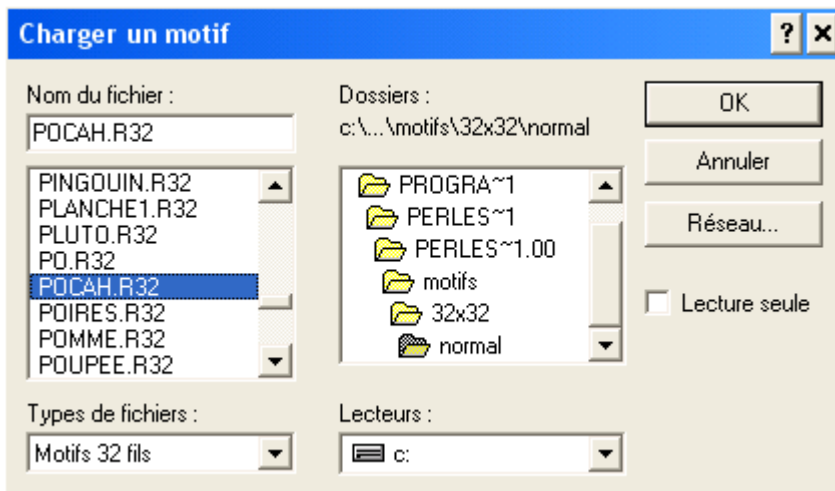 Charger un motif
Nom du fichier :
POCAH.R32
PINGOUIN.R32
PLANCHE1.R32
PLUTO.R32
PO.R32
POCAH.R32
POIRES.R32
POMME.R32
POUPEE.R32
Types de fichiers :
Motifs 32 fils
Dossiers :
c:\...\motifs\32x32\normal
PROGRA~1
PERLES~1
PERLES~1.00
motifs
32x32
normal
Lecteurs :
c:
OK
Annuler
Réseau...
Lecture seule